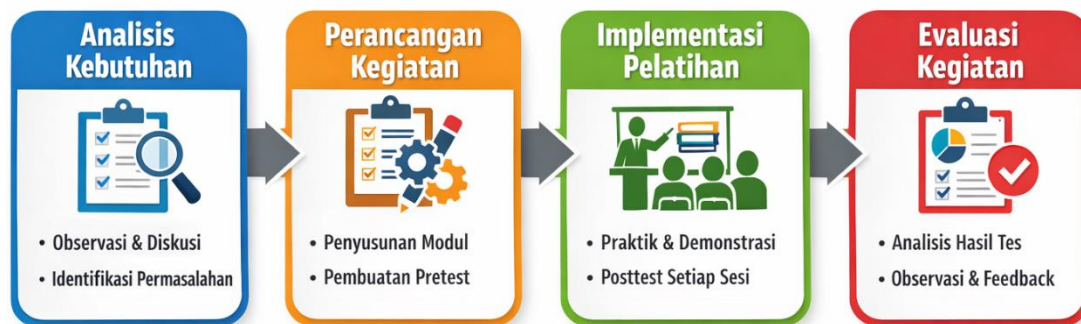 Analisis
Kebutuhan
• Observasi & Diskusi
• Identifikasi Permasalahan
Perancangan
Kegiatan
• Penyusunan Modul
• Pembuatan Pretest
Implementasi
Pelatihan
• Praktik & Demonstrasi
• Posttest Setiap Sesi
Evaluasi
Kegiatan
• Analisis Hasil Tes
• Observasi & Feedback